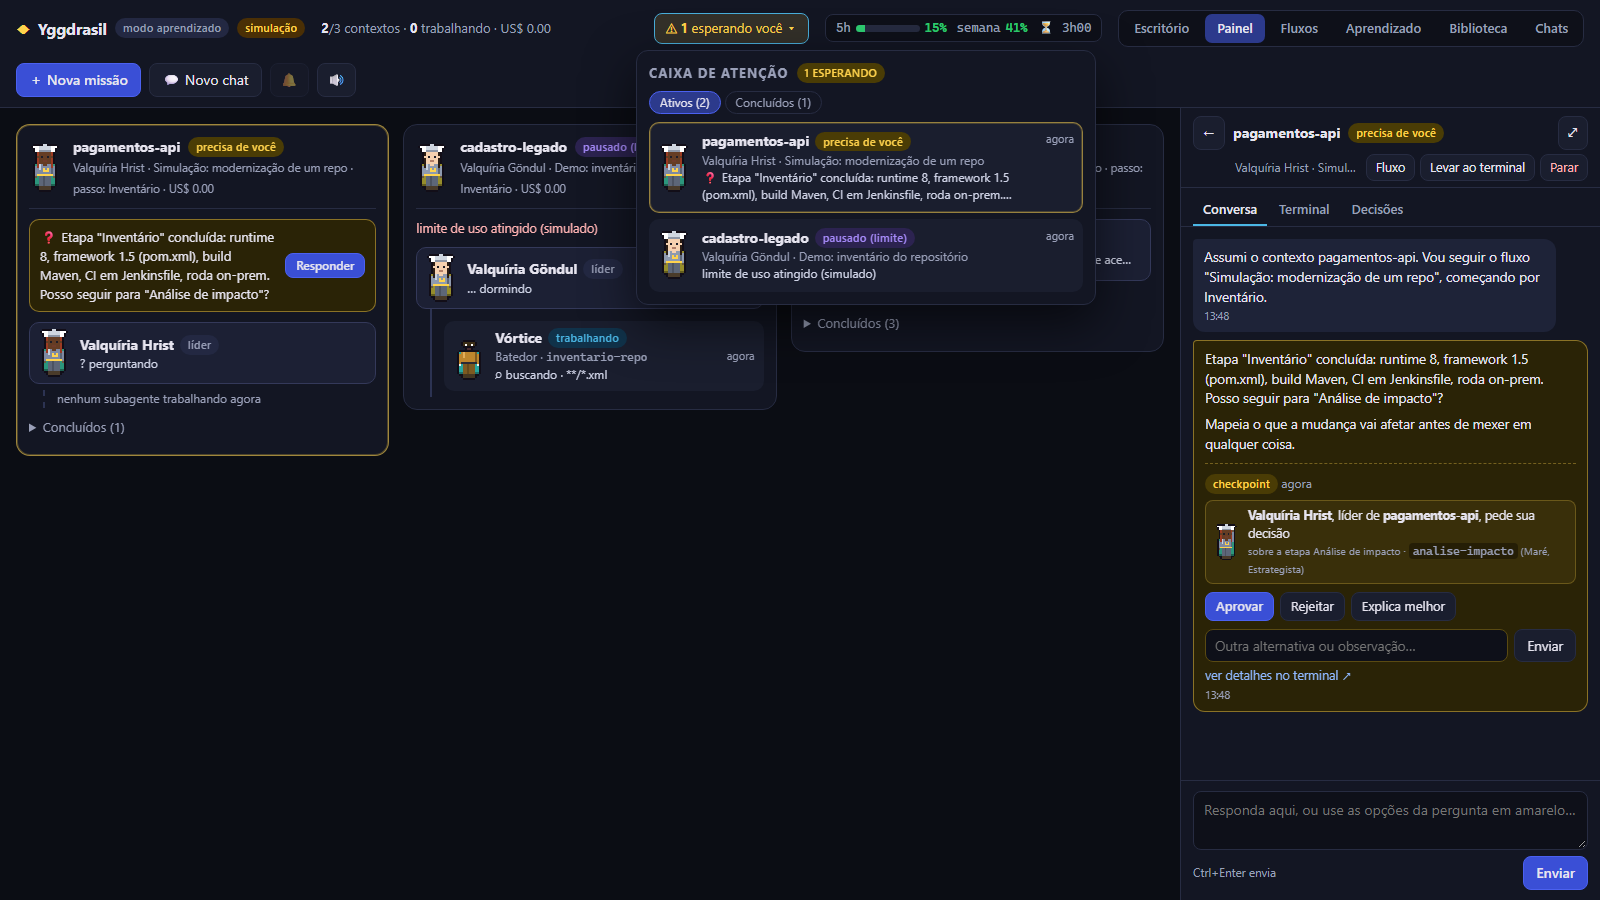 Yggdrasil modo aprendizado simulação 2/3 contextos · 0 trabalhando · US$ 0.00
⚠ 1 esperando você ▾
5h 15% semana 41% ⏳ 3h00
Escritório Painel Fluxos Aprendizado Biblioteca Chats
+ Nova missão
Novo chat
pagamentos-api precisa de você
Valquíria Hrist · Simulação: modernização de um repo ·
passo: Inventário · US$ 0.00
❓ Etapa "Inventário" concluída: runtime
8, framework 1.5 (pom.xml), build
Maven, CI em Jenkinsfile, roda on-prem.
Posso seguir para "Análise de impacto"?
Responder
Valquíria Hrist líder
? perguntando
nenhum subagente trabalhando agora
▶ Concluídos (1)
cadastro-legado pausado (l
Valquíria Göndul · Demo: inventári
Inventário · US$ 0.00
limite de uso atingido (simulado)
Valquíria Göndul líder
... dormindo
Vórtice trabalhando
Batedor · inventario-repo
agora
⌕ buscando · **/*.xml
o · passo:
e ace...
▶ Concluídos (3)
CAIXA DE ATENÇÃO 1 ESPERANDO
Ativos (2) Concluídos (1)
pagamentos-api precisa de você
agora
Valquíria Hrist · Simulação: modernização de um repo
❓ Etapa "Inventário" concluída: runtime 8, framework 1.5
(pom.xml), build Maven, CI em Jenkinsfile, roda on-prem....
cadastro-legado pausado (limite)
agora
Valquíria Göndul · Demo: inventário do repositório
limite de uso atingido (simulado)
← pagamentos-api precisa de você ⤢
Valquíria Hrist · Simul... Fluxo Levar ao terminal Parar
Conversa Terminal Decisões
Assumi o contexto pagamentos-api. Vou seguir o fluxo
"Simulação: modernização de um repo", começando por
Inventário.
13:48
Etapa "Inventário" concluída: runtime 8, framework 1.5
(pom.xml), build Maven, CI em Jenkinsfile, roda on-prem.
Posso seguir para "Análise de impacto"?
Mapeia o que a mudança vai afetar antes de mexer em
qualquer coisa.
checkpoint agora
Valquíria Hrist, líder de pagamentos-api, pede sua
decisão
sobre a etapa Análise de impacto · analise-impacto (Maré,
Estrategista)
Aprovar Rejeitar Explica melhor
Outra alternativa ou observação... Enviar
ver detalhes no terminal ↗
13:48
Responda aqui, ou use as opções da pergunta em amarelo...
Ctrl+Enter envia
Enviar